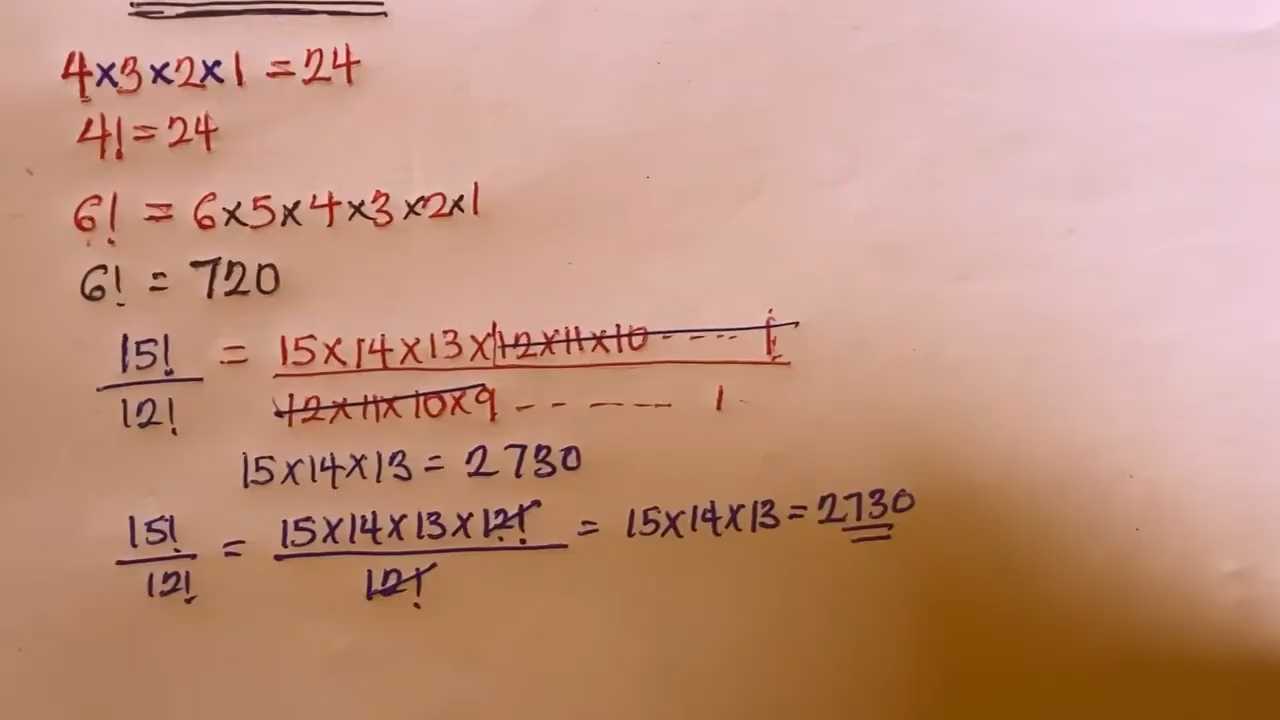 4×3×2×1 = 24
4! = 24
6! = 6×5×4×3×2×1
6! = 720
15! = 15×14×13×12×11×10 - - - - 1
12! 12×11×10×9 - - - - - - 1
15×14×13 = 2730
15! = 15×14×13×12! = 15×14×13 = 2730
12! 12!